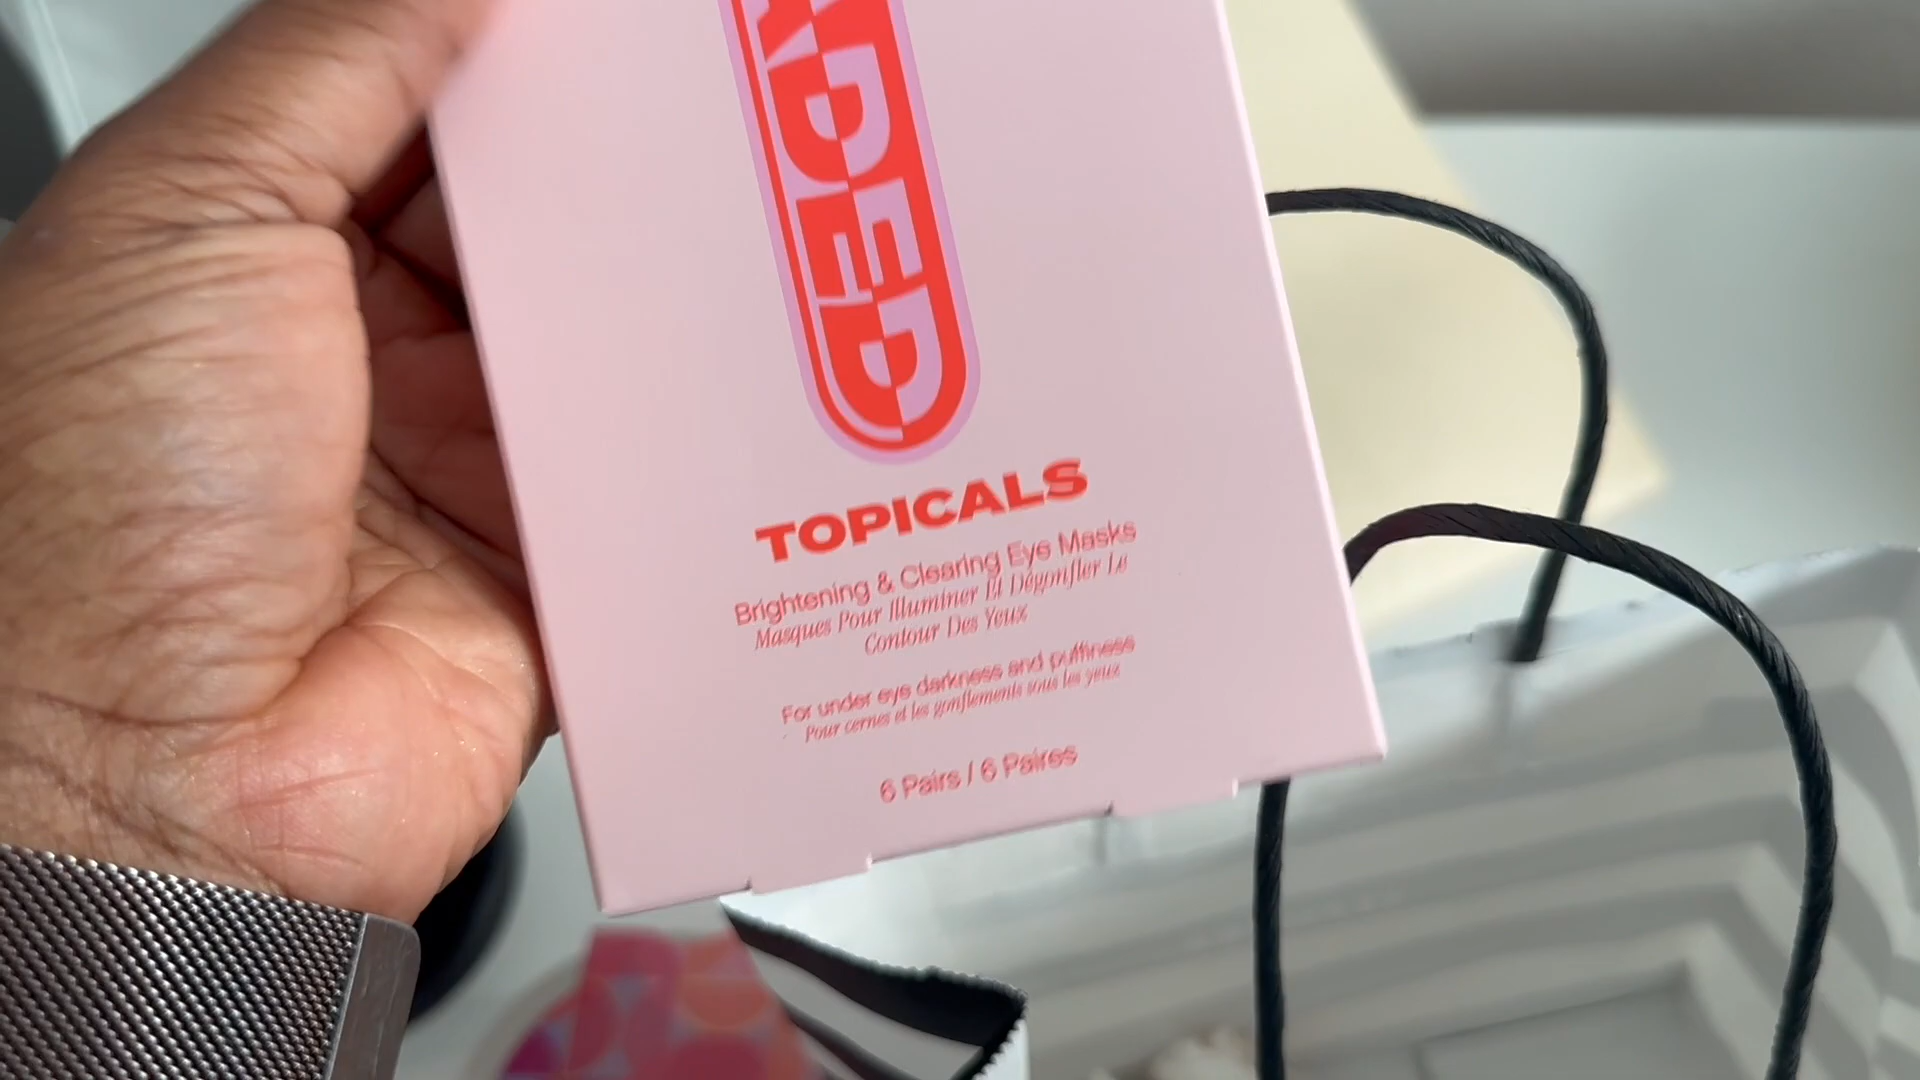 ADED
TOPICALS
Brightening & Clearing Eye Masks
Masques Pour Illuminer Et Dégonfler Le
Contour Des Yeux
For under eye darkness and puffiness
Pour cernes et les gonflements sous les yeux
6 Pairs / 6 Paires